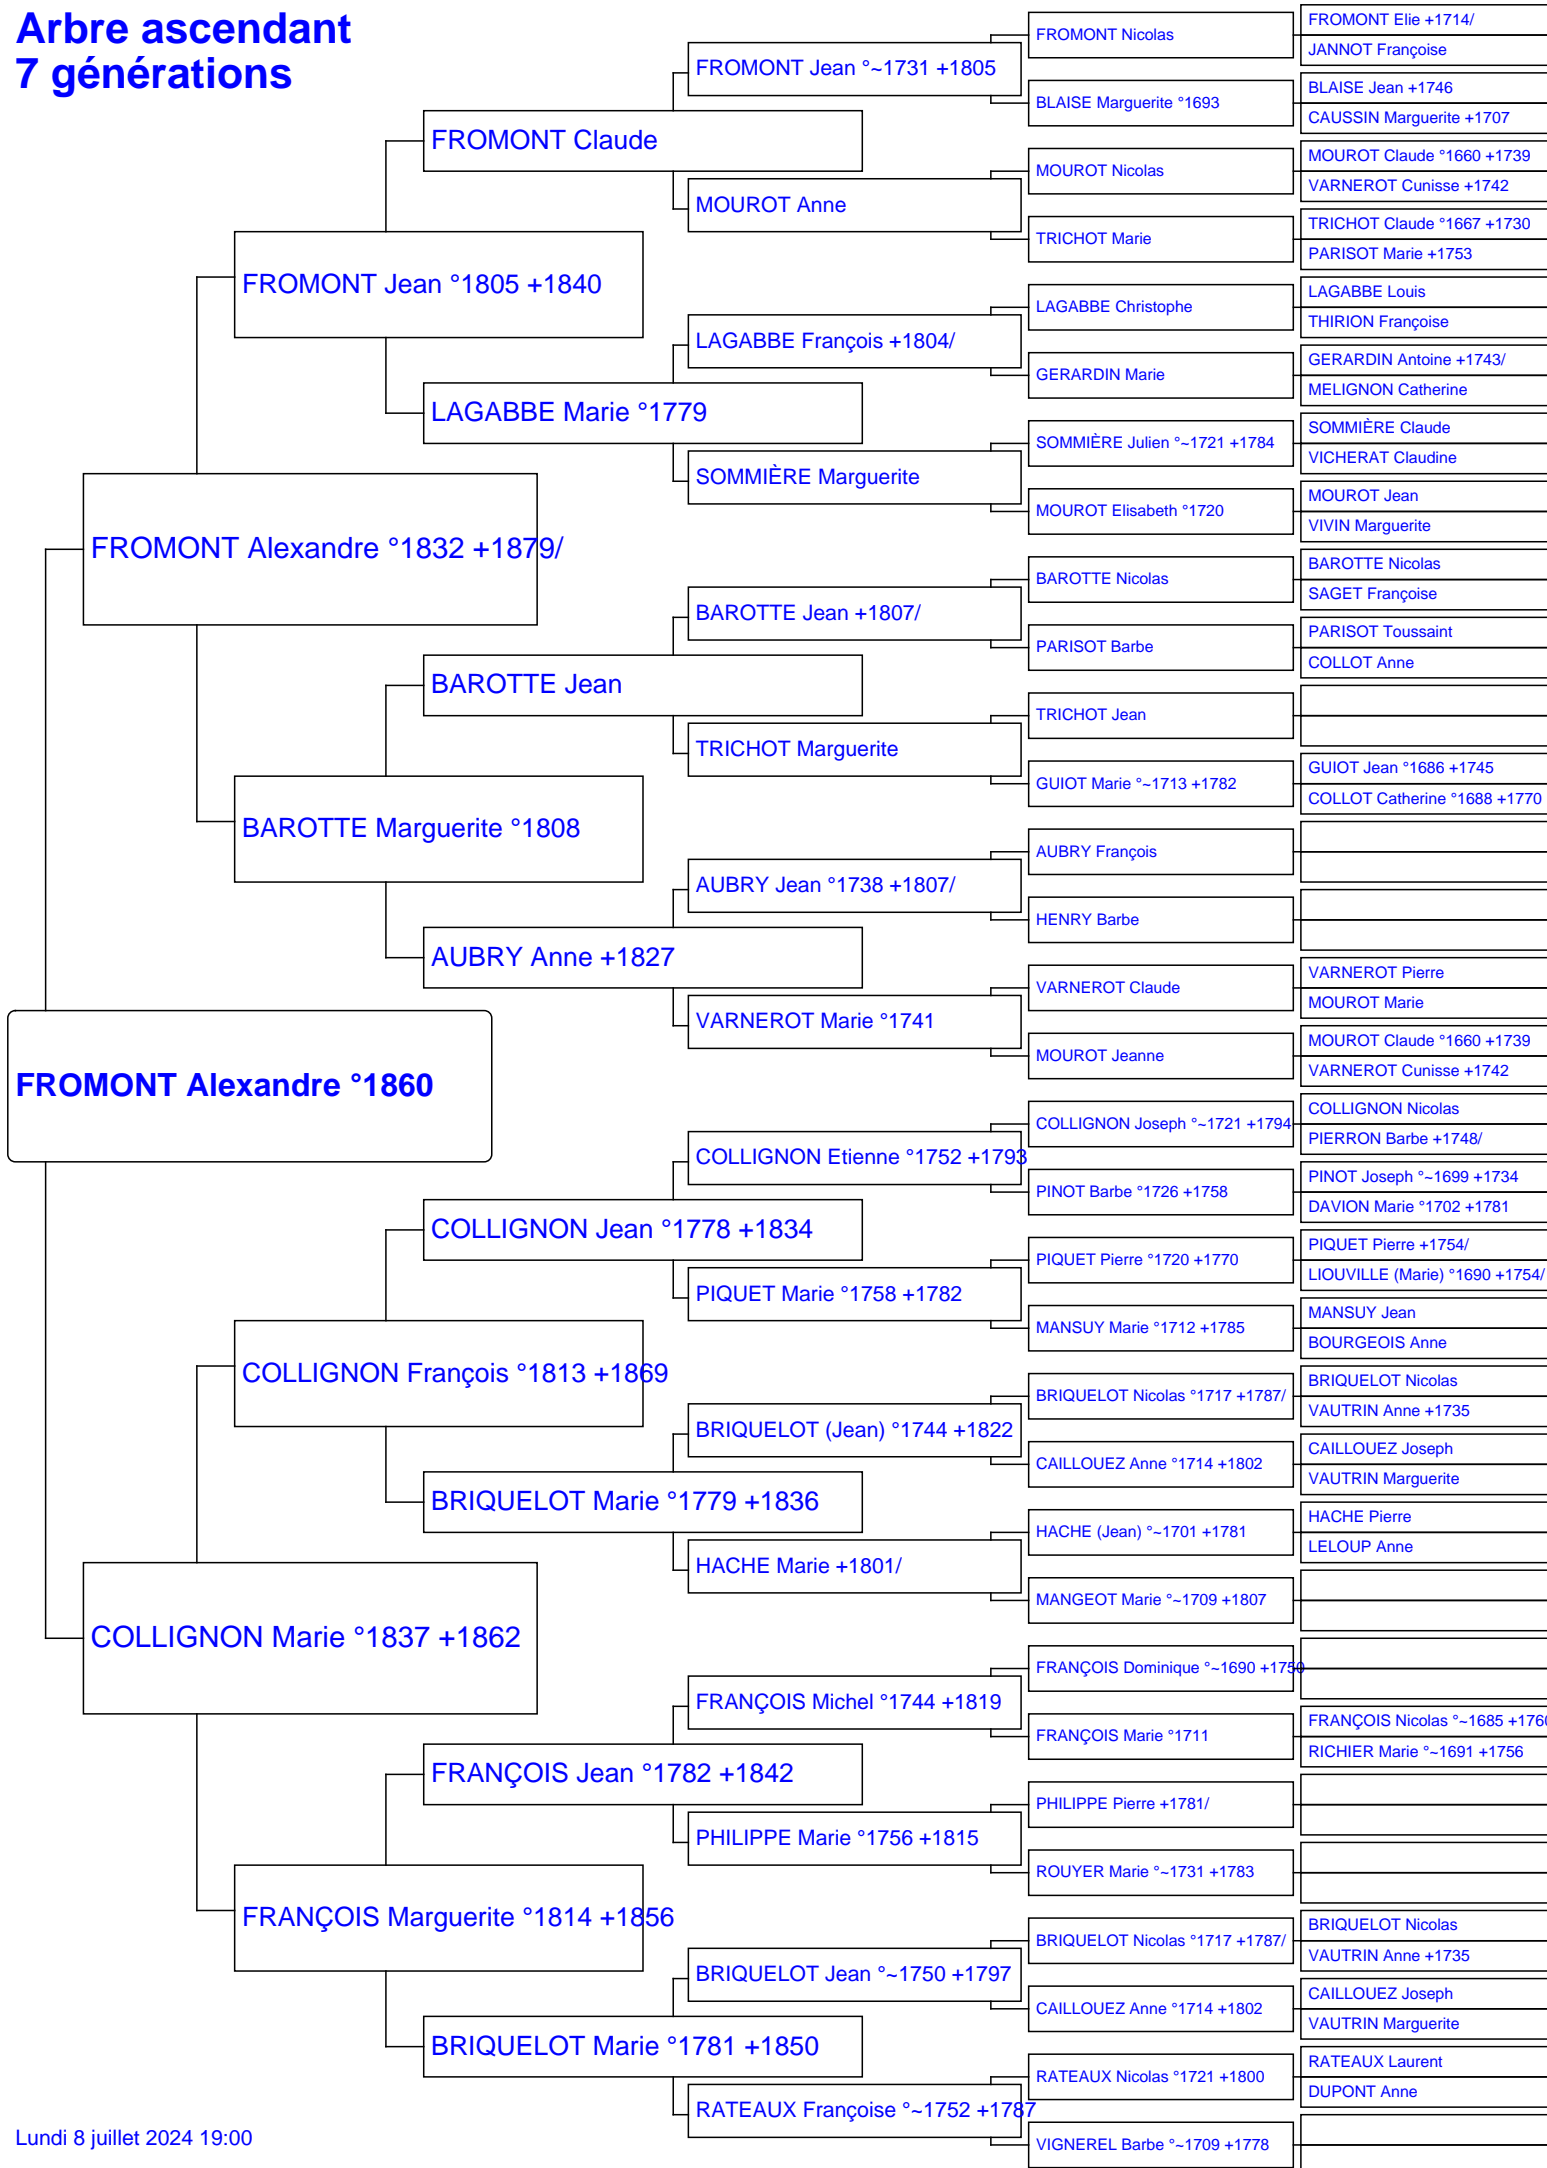 Arbre ascendant
7 générations
FROMONT Alexandre °1860
FROMONT Alexandre °1832 +1879/
COLLIGNON Marie °1837 +1862
FROMONT Jean °1805 +1840
BAROTTE Marguerite °1808
COLLIGNON François °1813 +1869
FRANÇOIS Marguerite °1814 +1856
FROMONT Claude
LAGABBE Marie °1779
BAROTTE Jean
AUBRY Anne +1827
COLLIGNON Jean °1778 +1834
BRIQUELOT Marie °1779 +1836
FRANÇOIS Jean °1782 +1842
BRIQUELOT Marie °1781 +1850
FROMONT Jean °~1731 +1805
MOUROT Anne
LAGABBE François +1804/
SOMMIÈRE Marguerite
BAROTTE Jean +1807/
TRICHOT Marguerite
AUBRY Jean °1738 +1807/
VARNEROT Marie °1741
COLLIGNON Etienne °1752 +1793
PIQUET Marie °1758 +1782
BRIQUELOT (Jean) °1744 +1822
HACHE Marie +1801/
FRANÇOIS Michel °1744 +1819
PHILIPPE Marie °1756 +1815
BRIQUELOT Jean °~1750 +1797
RATEAUX Françoise °~1752 +1787
FROMONT Nicolas
BLAISE Marguerite °1693
MOUROT Nicolas
TRICHOT Marie
LAGABBE Christophe
GERARDIN Marie
SOMMIÈRE Julien °~1721 +1784
MOUROT Elisabeth °1720
BAROTTE Nicolas
PARISOT Barbe
TRICHOT Jean
GUIOT Marie °~1713 +1782
AUBRY François
HENRY Barbe
VARNEROT Claude
MOUROT Jeanne
COLLIGNON Joseph °~1721 +1794
PINOT Barbe °1726 +1758
PIQUET Pierre °1720 +1770
MANSUY Marie °1712 +1785
BRIQUELOT Nicolas °1717 +1787/
CAILLOUEZ Anne °1714 +1802
HACHE (Jean) °~1701 +1781
MANGEOT Marie °~1709 +1807
FRANÇOIS Dominique °~1690 +1750
FRANÇOIS Marie °1711
PHILIPPE Pierre +1781/
ROUYER Marie °~1731 +1783
BRIQUELOT Nicolas °1717 +1787/
CAILLOUEZ Anne °1714 +1802
RATEAUX Nicolas °1721 +1800
VIGNEREL Barbe °~1709 +1778
FROMONT Elie +1714/
JANNOT Françoise
BLAISE Jean +1746
CAUSSIN Marguerite +1707
MOUROT Claude °1660 +1739
VARNEROT Cunisse +1742
TRICHOT Claude °1667 +1730
PARISOT Marie +1753
LAGABBE Louis
THIRION Françoise
GERARDIN Antoine +1743/
MELIGNON Catherine
SOMMIÈRE Claude
VICHERAT Claudine
MOUROT Jean
VIVIN Marguerite
BAROTTE Nicolas
SAGET Françoise
PARISOT Toussaint
COLLOT Anne
GUIOT Jean °1686 +1745
COLLOT Catherine °1688 +1770
VARNEROT Pierre
MOUROT Marie
MOUROT Claude °1660 +1739
VARNEROT Cunisse +1742
COLLIGNON Nicolas
PIERRON Barbe +1748/
PINOT Joseph °~1699 +1734
DAVION Marie °1702 +1781
PIQUET Pierre +1754/
LIOUVILLE (Marie) °1690 +1754/
MANSUY Jean
BOURGEOIS Anne
BRIQUELOT Nicolas
VAUTRIN Anne +1735
CAILLOUEZ Joseph
VAUTRIN Marguerite
HACHE Pierre
LELOUP Anne
FRANÇOIS Nicolas °~1685 +1760
RICHIER Marie °~1691 +1756
BRIQUELOT Nicolas
VAUTRIN Anne +1735
CAILLOUEZ Joseph
VAUTRIN Marguerite
RATEAUX Laurent
DUPONT Anne
Lundi 8 juillet 2024 19:00